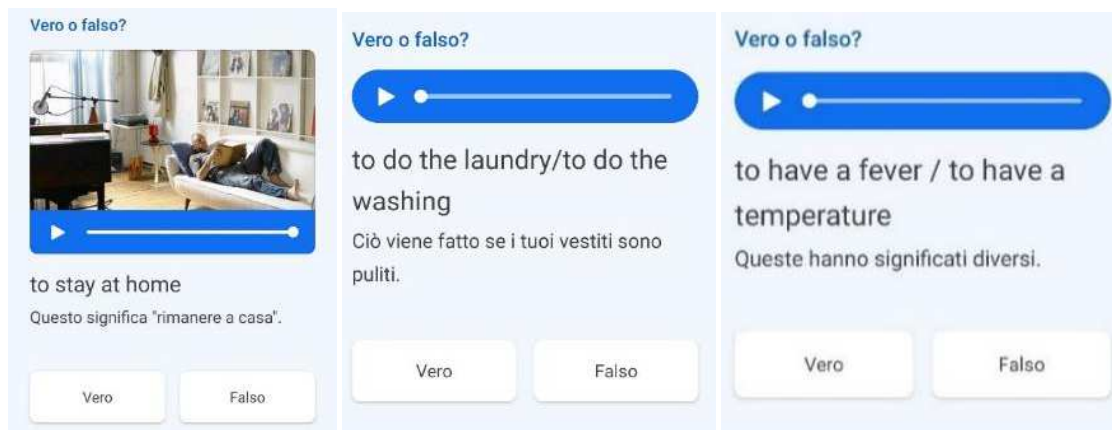 Vero o falso?
to stay at home
Questo significa "rimanere a casa".
Vero
Falso
Vero o falso?
to do the laundry/to do the
washing
Ciò viene fatto se i tuoi vestiti sono
puliti.
Vero
Falso
Vero o falso?
to have a fever / to have a
temperature
Queste hanno significati diversi.
Vero
Falso